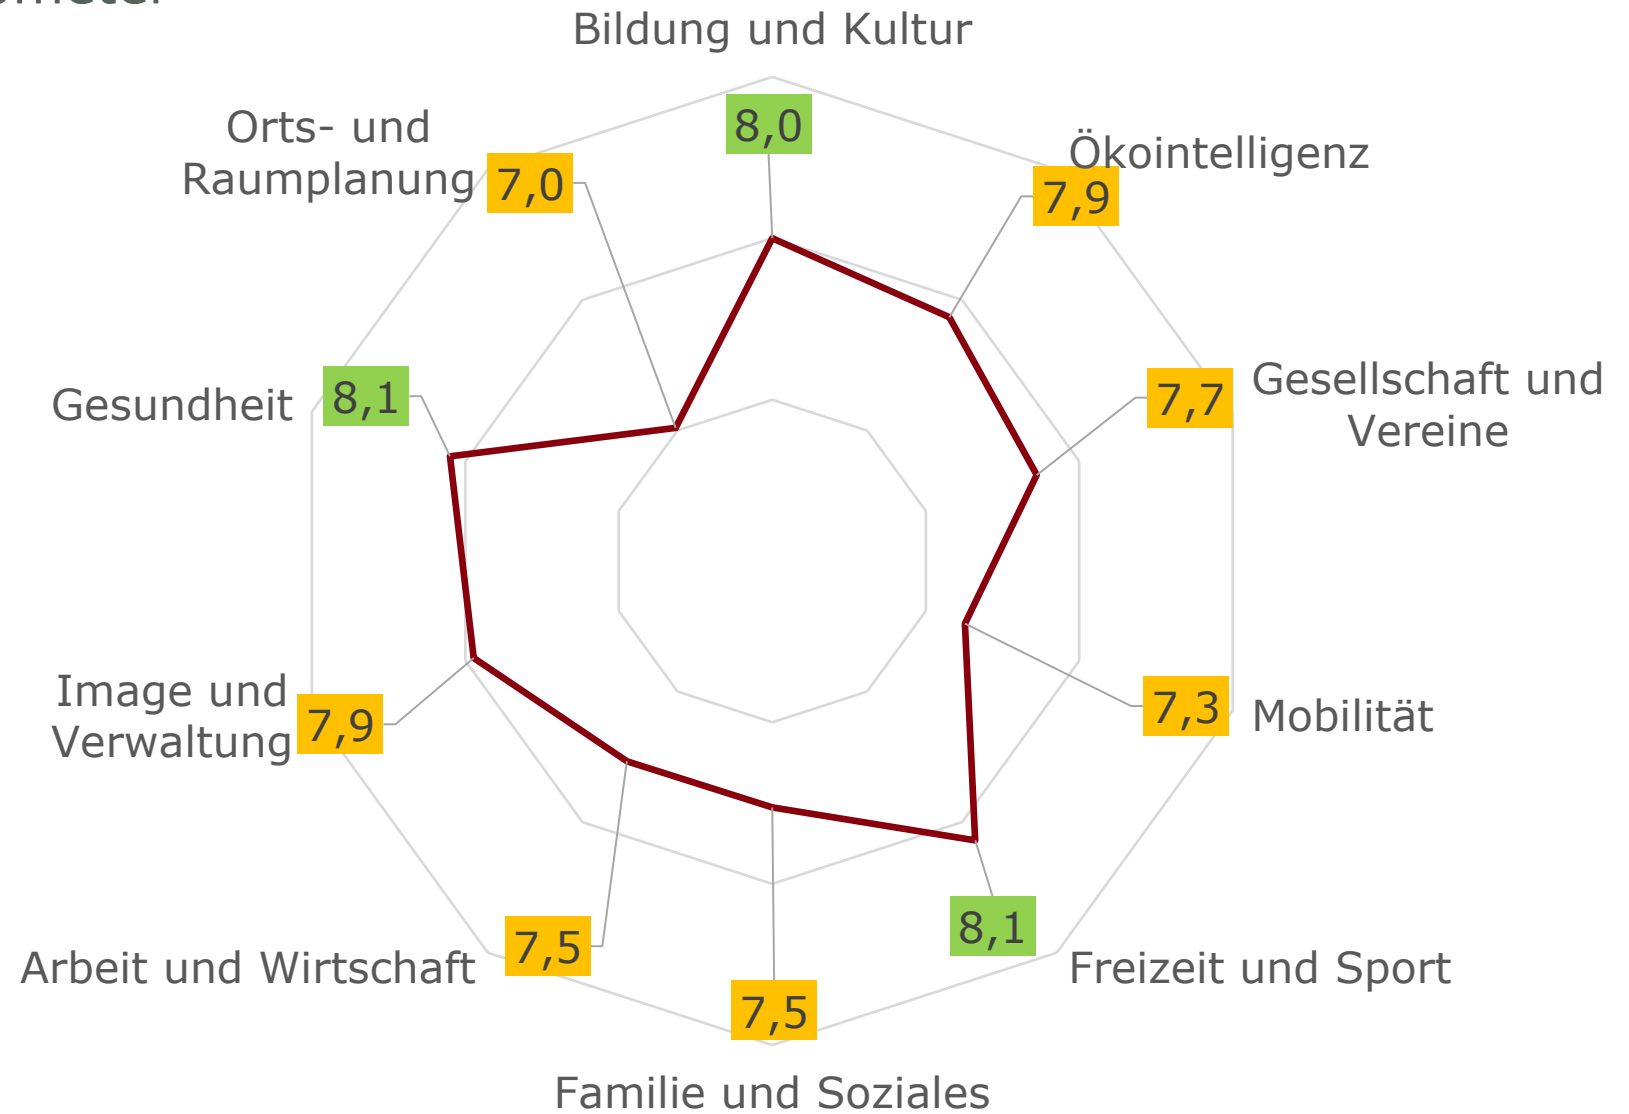 Bildung und Kultur
8,0
Ökointelligenz
7,9
Gesellschaft und
Vereine
7,7
Mobilität
7,3
Freizeit und Sport
8,1
Familie und Soziales
7,5
Arbeit und Wirtschaft
7,5
Image und
Verwaltung
7,9
Gesundheit
8,1
Orts- und
Raumplanung
7,0